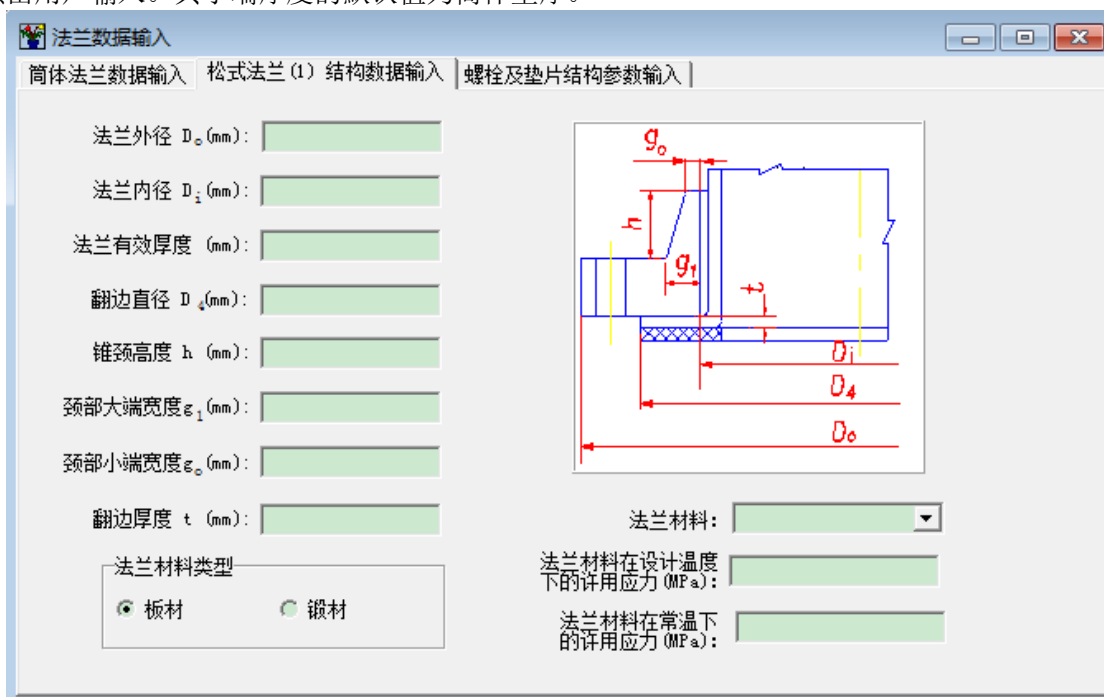 法兰数据输入
筒体法兰数据输入 松式法兰(1) 结构数据输入 螺栓及垫片结构参数输入
法兰外径 Do(mm):
法兰内径 Di(mm):
法兰有效厚度 (mm):
翻边直径 D4(mm):
锥颈高度 h (mm):
颈部大端宽度g1(mm):
颈部小端宽度go(mm):
翻边厚度 t (mm):
法兰材料类型
板材 锻材
go
h
g1
t
Di
D4
Do
法兰材料:
法兰材料在设计温度
下的许用应力(MPa):
法兰材料在常温下
的许用应力(MPa):